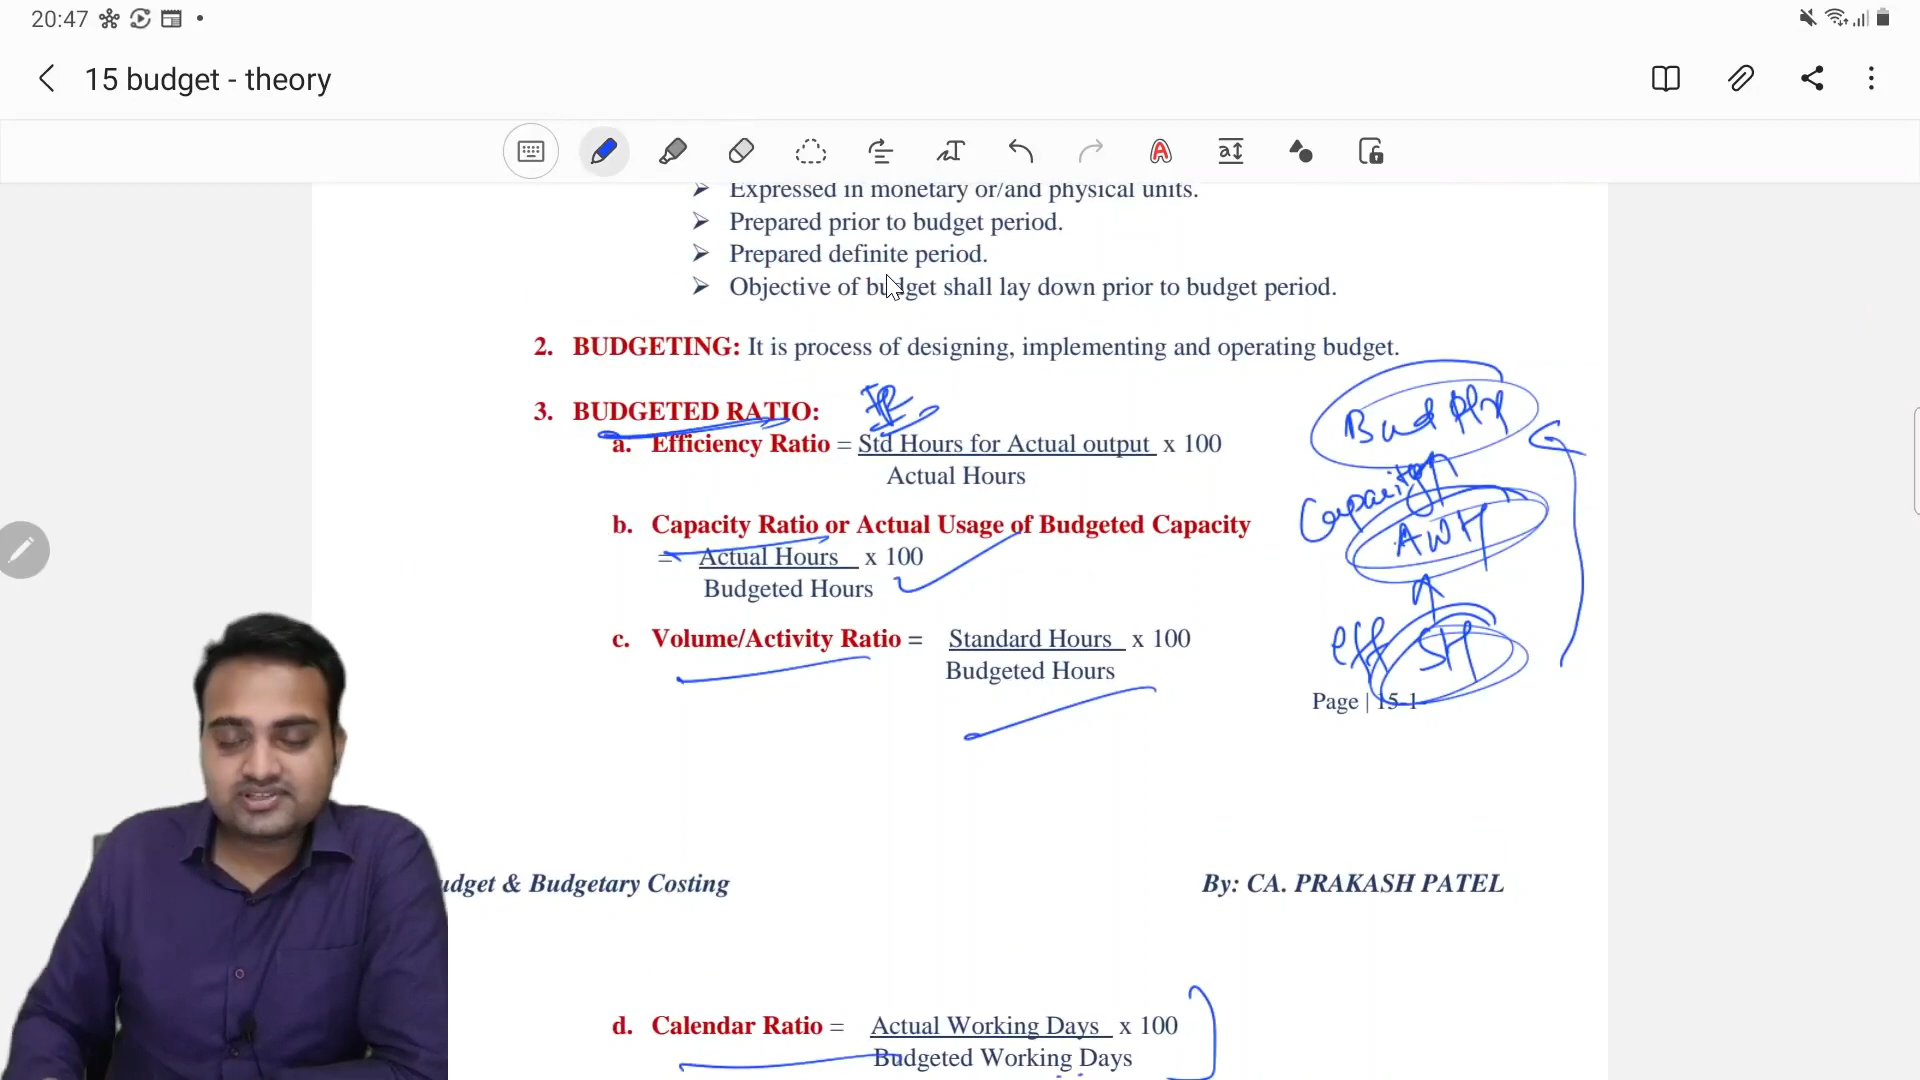 20:47
15 budget - theory
Expressed in monetary or/and physical units.
Prepared prior to budget period.
Prepared definite period.
Objective of budget shall lay down prior to budget period.
2. BUDGETING: It is process of designing, implementing and operating budget.
3. BUDGETED RATIO:
a. Efficiency Ratio = Std Hours for Actual output x 100
Actual Hours
b. Capacity Ratio or Actual Usage of Budgeted Capacity
= Actual Hours x 100
Budgeted Hours
c. Volume/Activity Ratio = Standard Hours x 100
Budgeted Hours
Bud
Capacity
AWH
eff SH
Page | 15-1
udget & Budgetary Costing
By: CA. PRAKASH PATEL
d. Calendar Ratio = Actual Working Days x 100
Budgeted Working Days